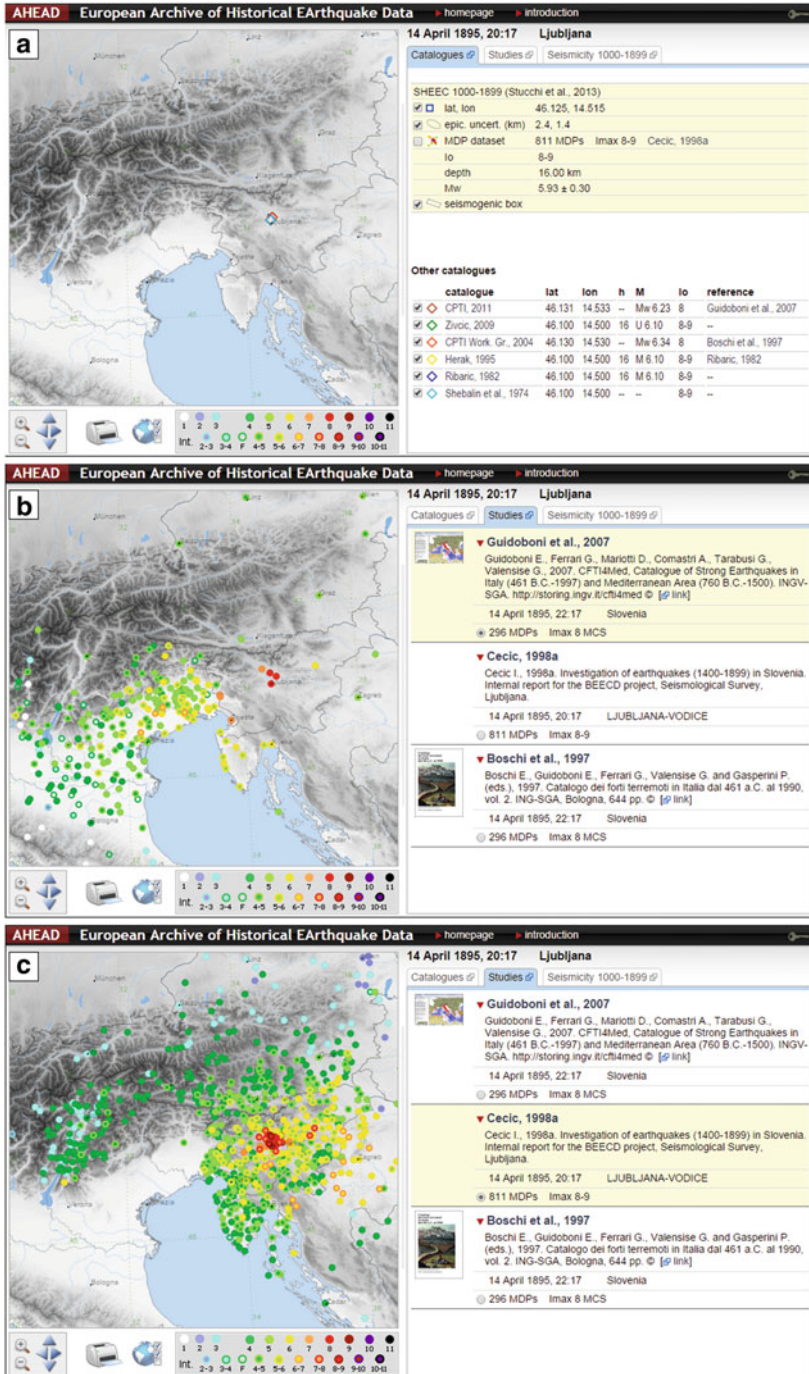 AHEAD European Archive of Historical EArthquake Data homepage introduction
a
14 April 1895, 20:17 Ljubljana
Catalogues Studies Seismicity 1000-1899
SHEEC 1000-1899 (Stucchi et al., 2013)
lat, lon 46.125, 14.515
epic. uncert. (km) 2.4, 1.4
MDP dataset 811 MDPs Imax 8-9 Cecic, 1998a
Io 8-9
depth 16.00 km
Mw 5.93 ± 0.30
seismogenic box
Other catalogues
catalogue lat lon h M Io reference
CPTI, 2011 46.131 14.533 -- Mw 6.23 8 Guidoboni et al., 2007
Zivcic, 2009 46.100 14.500 16 U 6.10 8-9 --
CPTI Work. Gr., 2004 46.130 14.530 -- Mw 6.34 8 Boschi et al., 1997
Herak, 1995 46.100 14.500 16 M 6.10 8-9 Ribaric, 1982
Ribaric, 1982 46.100 14.500 16 M 6.10 8-9 --
Shebalin et al., 1974 46.100 14.500 -- -- 8-9 --
München
Linz
Graz
Zagreb
Verona
Bologna
Zadar
Int.
1 2 3 4 5 6 7 8 9 10 11
2-3 3-4 F 4-5 5-6 6-7 7-8 8-9 9-10 10-11
AHEAD European Archive of Historical EArthquake Data homepage introduction
b
14 April 1895, 20:17 Ljubljana
Catalogues Studies Seismicity 1000-1899
Guidoboni et al., 2007
Guidoboni E., Ferrari G., Mariotti D., Comastri A., Tarabusi G.,
Valensise G., 2007. CFTI4Med, Catalogue of Strong Earthquakes in
Italy (461 B.C.-1997) and Mediterranean Area (760 B.C.-1500). INGV-
SGA. http://storing.ingv.it/cfti4med © [link]
14 April 1895, 22:17 Slovenia
296 MDPs Imax 8 MCS
Cecic, 1998a
Cecic I., 1998a. Investigation of earthquakes (1400-1899) in Slovenia.
Internal report for the BEECD project, Seismological Survey,
Ljubljana.
14 April 1895, 20:17 LJUBLJANA-VODICE
811 MDPs Imax 8-9
Boschi et al., 1997
Boschi E., Guidoboni E., Ferrari G., Valensise G. and Gasperini P.
(eds.), 1997. Catalogo dei forti terremoti in Italia dal 461 a.C. al 1990,
vol. 2. ING-SGA, Bologna, 644 pp. © [link]
14 April 1895, 22:17 Slovenia
296 MDPs Imax 8 MCS
Int.
1 2 3 4 5 6 7 8 9 10 11
2-3 3-4 F 4-5 5-6 6-7 7-8 8-9 9-10 10-11
AHEAD European Archive of Historical EArthquake Data homepage introduction
c
14 April 1895, 20:17 Ljubljana
Catalogues Studies Seismicity 1000-1899
Guidoboni et al., 2007
Guidoboni E., Ferrari G., Mariotti D., Comastri A., Tarabusi G.,
Valensise G., 2007. CFTI4Med, Catalogue of Strong Earthquakes in
Italy (461 B.C.-1997) and Mediterranean Area (760 B.C.-1500). INGV-
SGA. http://storing.ingv.it/cfti4med © [link]
14 April 1895, 22:17 Slovenia
296 MDPs Imax 8 MCS
Cecic, 1998a
Cecic I., 1998a. Investigation of earthquakes (1400-1899) in Slovenia.
Internal report for the BEECD project, Seismological Survey,
Ljubljana.
14 April 1895, 20:17 LJUBLJANA-VODICE
811 MDPs Imax 8-9
Boschi et al., 1997
Boschi E., Guidoboni E., Ferrari G., Valensise G. and Gasperini P.
(eds.), 1997. Catalogo dei forti terremoti in Italia dal 461 a.C. al 1990,
vol. 2. ING-SGA, Bologna, 644 pp. © [link]
14 April 1895, 22:17 Slovenia
296 MDPs Imax 8 MCS
Int.
1 2 3 4 5 6 7 8 9 10 11
2-3 3-4 F 4-5 5-6 6-7 7-8 8-9 9-10 10-11